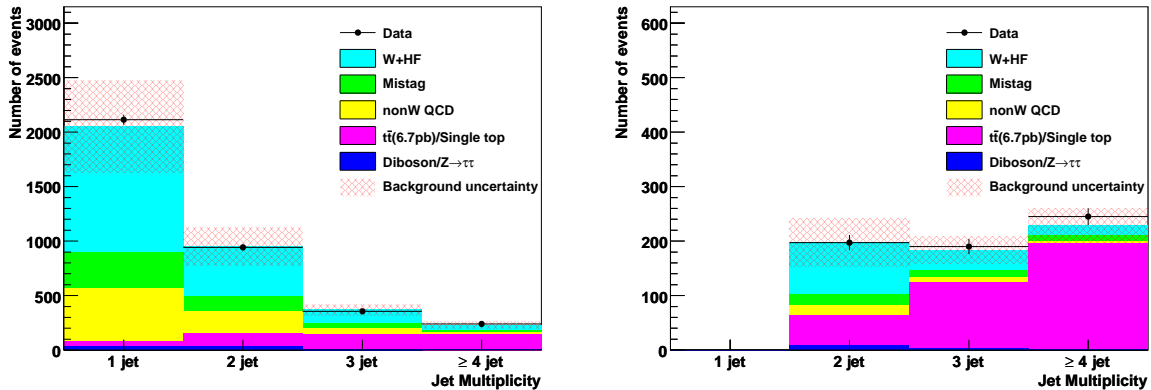 Number of events
3000
2500
2000
1500
1000
500
0
Data
W+HF
Mistag
nonW QCD
tt̄(6.7pb)/Single top
Diboson/Z→ττ
Background uncertainty
1 jet 2 jet 3 jet ≥ 4 jet
Jet Multiplicity
Number of events
600
500
400
300
200
100
0
Data
W+HF
Mistag
nonW QCD
tt̄(6.7pb)/Single top
Diboson/Z→ττ
Background uncertainty
1 jet 2 jet 3 jet ≥ 4 jet
Jet Multiplicity